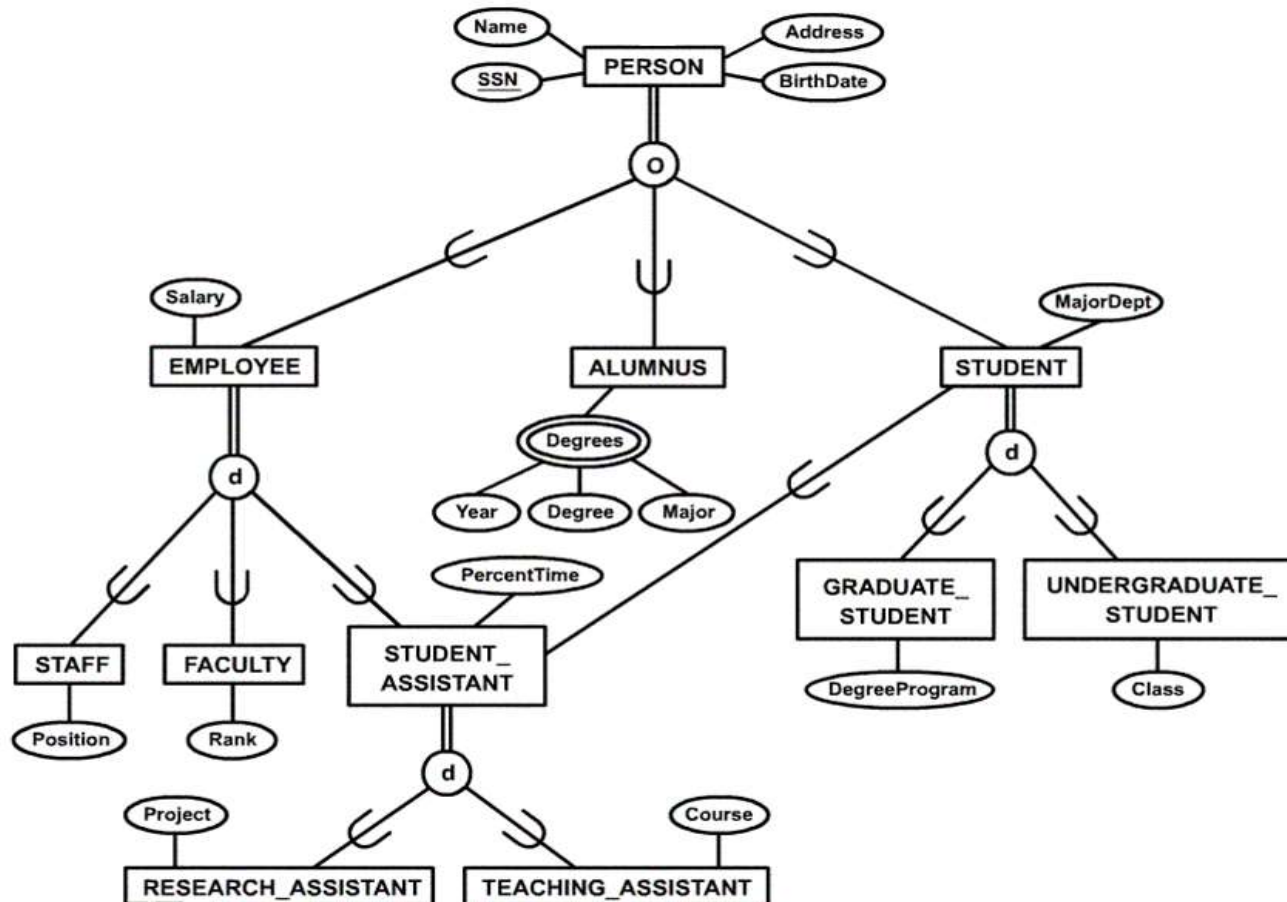 Name
Address
PERSON
SSN
BirthDate
O
Salary
MajorDept
EMPLOYEE
ALUMNUS
STUDENT
Degrees
d
d
Year
Degree
Major
PercentTime
GRADUATE_
STUDENT
UNDERGRADUATE_
STUDENT
STAFF
FACULTY
STUDENT_
ASSISTANT
DegreeProgram
Class
Position
Rank
d
Project
Course
RESEARCH_ASSISTANT
TEACHING_ASSISTANT